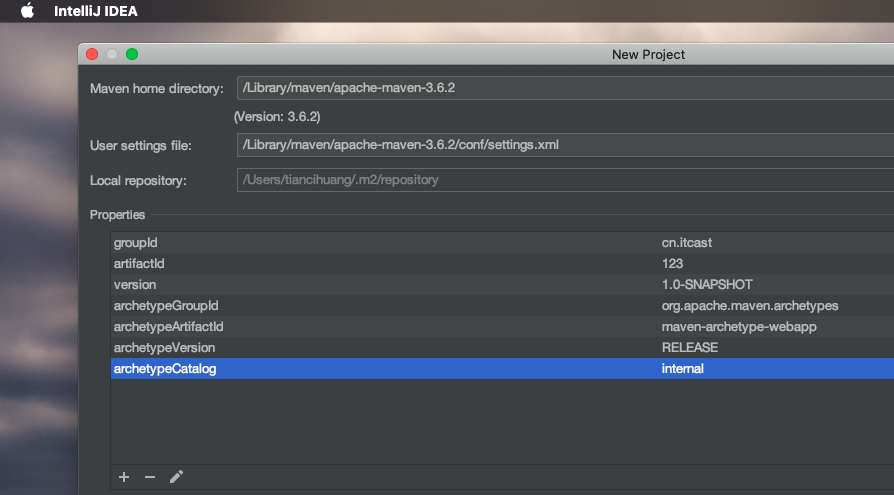 IntelliJ IDEA
New Project
Maven home directory: /Library/maven/apache-maven-3.6.2
(Version: 3.6.2)
User settings file: /Library/maven/apache-maven-3.6.2/conf/settings.xml
Local repository: /Users/tiancihuang/.m2/repository
Properties
groupId cn.itcast
artifactId 123
version 1.0-SNAPSHOT
archetypeGroupId org.apache.maven.archetypes
archetypeArtifactId maven-archetype-webapp
archetypeVersion RELEASE
archetypeCatalog internal